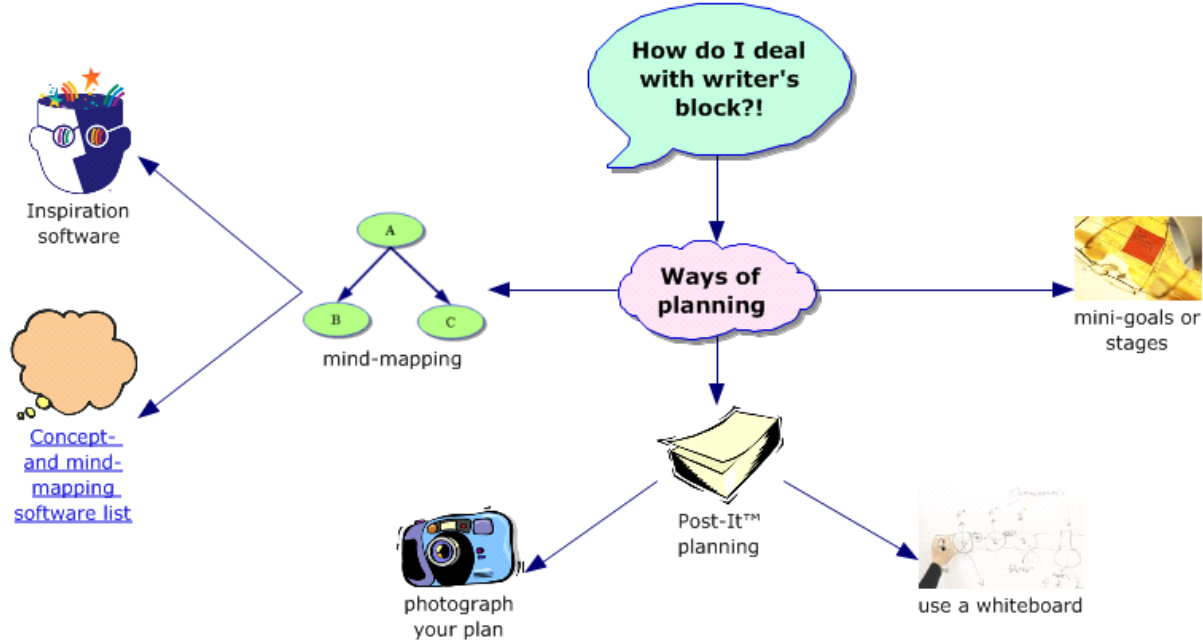 How do I deal
with writer's
block?!
Inspiration
software
A
B
C
mind-mapping
Ways of
planning
mini-goals or
stages
Concept-
and mind-
mapping
software list
Post-It™
planning
photograph
your plan
use a whiteboard